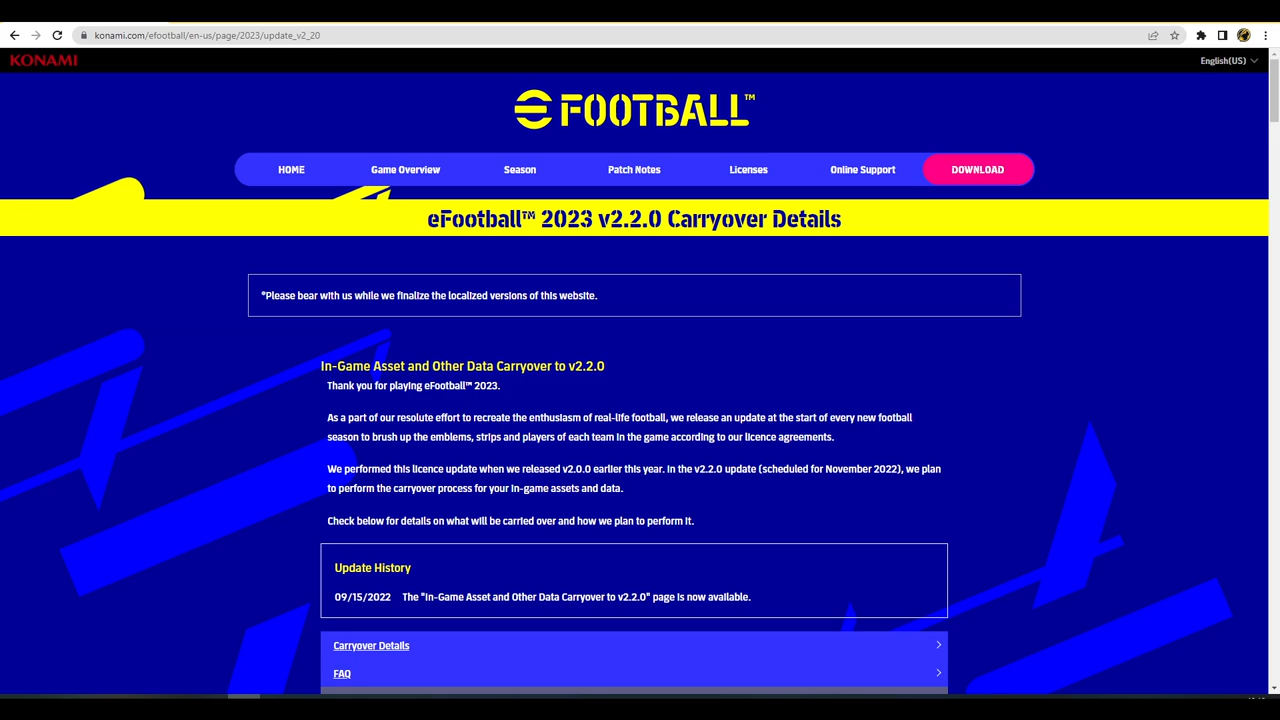 konami.com/efootball/en-us/page/2023/update_v2_20
KONAMI
English(US)
FOOTBALL™
HOME
Game Overview
Season
Patch Notes
Licenses
Online Support
DOWNLOAD
eFootball™ 2023 v2.2.0 Carryover Details
*Please bear with us while we finalize the localized versions of this website.
In-Game Asset and Other Data Carryover to v2.2.0
Thank you for playing eFootball™ 2023.
As a part of our resolute effort to recreate the enthusiasm of real-life football, we release an update at the start of every new football
season to brush up the emblems, strips and players of each team in the game according to our licence agreements.
We performed this licence update when we released v2.0.0 earlier this year. In the v2.2.0 update (scheduled for November 2022), we plan
to perform the carryover process for your in-game assets and data.
Check below for details on what will be carried over and how we plan to perform it.
Update History
09/15/2022 The "In-Game Asset and Other Data Carryover to v2.2.0" page is now available.
Carryover Details
FAQ